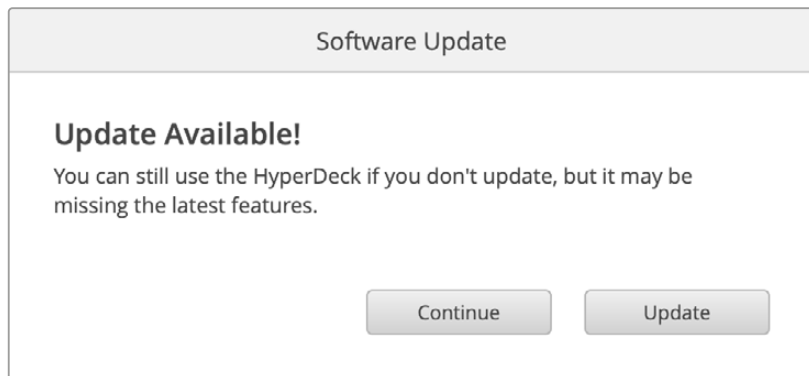 Software Update
Update Available!
You can still use the HyperDeck if you don't update, but it may be
missing the latest features.
Continue Update